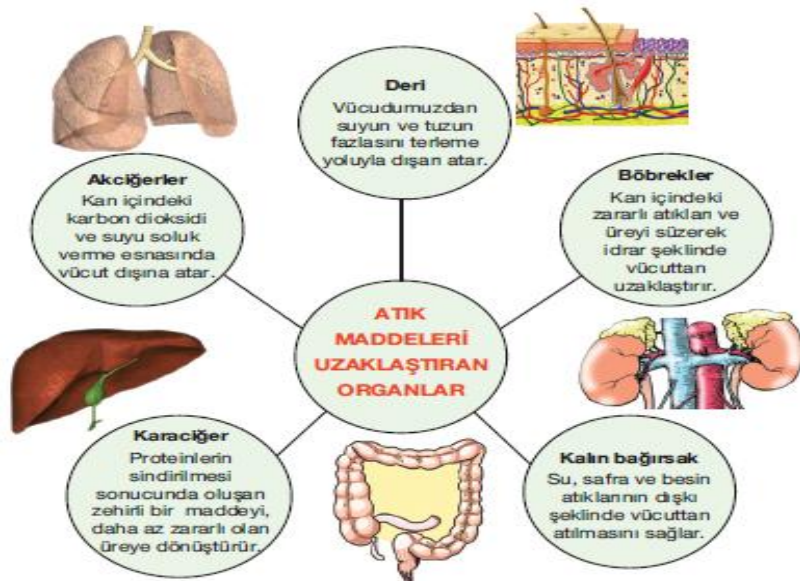 Deri
Vücudumuzdan
suyun ve tuzun
fazlasını terleme
yoluyla dışarı atar.
Akciğerler
Kan içindeki
karbon dioksidi
ve suyu soluk
verme esnasında
vücut dışına atar.
Böbrekler
Kan içindeki
zararlı atıkları ve
üreyi süzerek
idrar şeklinde
vücuttan
uzaklaştırır.
ATIK
MADDELERİ
UZAKLAŞTIRAN
ORGANLAR
Karaciğer
Proteinlerin
sindirilmesi
sonucunda oluşan
zehirli bir maddeyi,
daha az zararlı olan
üreye dönüştürür.
Kalın bağırsak
Su, safra ve besin
atıklarının dışkı
şeklinde vücuttan
atılmasını sağlar.